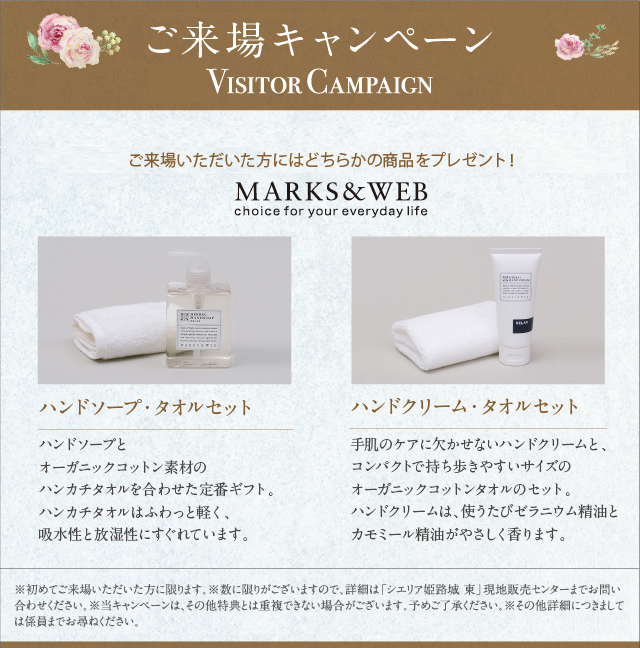 ご来場キャンペーン
VISITOR CAMPAIGN
ご来場いただいた方にはどちらかの商品をプレゼント!
MARKS&WEB
choice for your everyday life
HERBAL
HANDSOAP
RELAX
MARKS&WEB
HERBAL
HAND CREAM
MARKS&WEB
RELAX
ハンドソープ・タオルセット
ハンドソープと
オーガニックコットン素材の
ハンカチタオルを合わせた定番ギフト。
ハンカチタオルはふわっと軽く、
吸水性と放湿性にすぐれています。
ハンドクリーム・タオルセット
手肌のケアに欠かせないハンドクリームと、
コンパクトで持ち歩きやすいサイズの
オーガニックコットンタオルのセット。
ハンドクリームは、使うたびゼラニウム精油と
カモミール精油がやさしく香ります。
※初めてご来場いただいた方に限ります。※数に限りがございますので、詳細は「シエリア姫路城 東」現地販売センターまでお問い
合わせください。※当キャンペーンは、その他特典とは重複できない場合がございます。予めご了承ください。※その他詳細につきまして
は係員までお尋ねください。